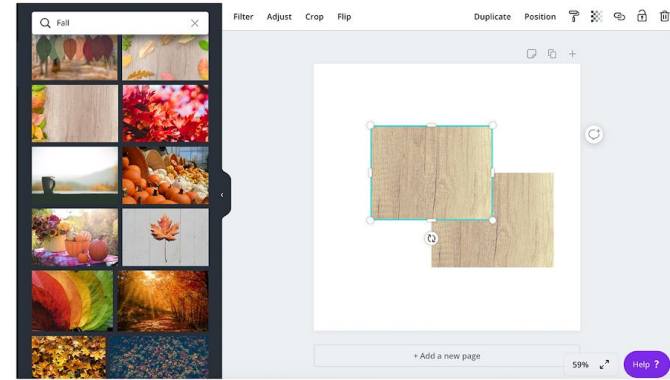 Fall
Filter Adjust Crop Flip Duplicate Position
+ Add a new page
59%
Help ?